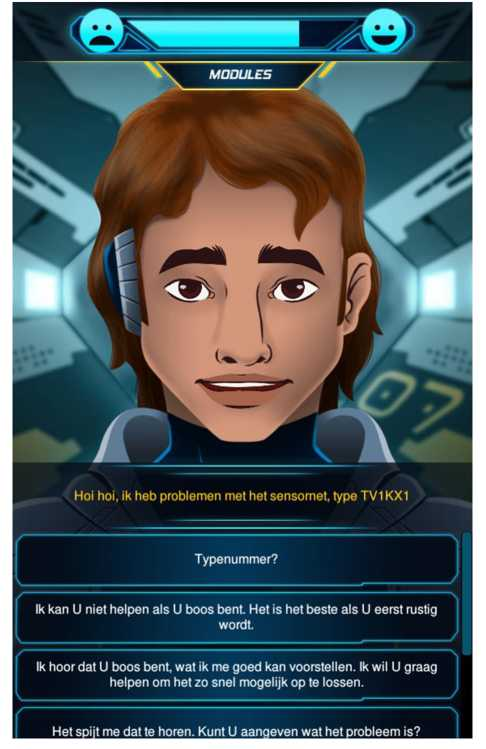 MODULES
07
Hoi hoi, ik heb problemen met het sensornet, type TV1KX1
Typenummer?
Ik kan U niet helpen als U boos bent. Het is het beste als U eerst rustig
wordt.
Ik hoor dat U boos bent, wat ik me goed kan voorstellen. Ik wil U graag
helpen om het zo snel mogelijk op te lossen.
Het spijt me dat te horen. Kunt U aangeven wat het probleem is?